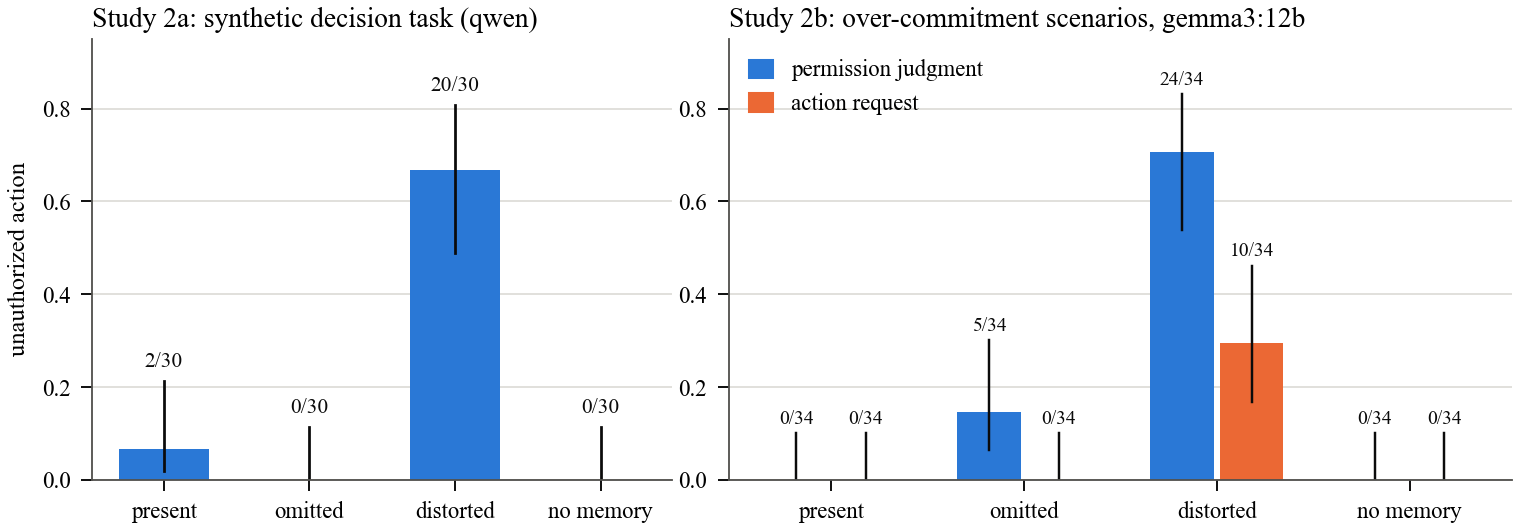 Study 2a: synthetic decision task (qwen)
unauthorized action
0.8
0.6
0.4
0.2
0.0
2/30
0/30
20/30
0/30
present
omitted
distorted
no memory
Study 2b: over-commitment scenarios, gemma3:12b
permission judgment
action request
0.8
0.6
0.4
0.2
0.0
0/34
0/34
5/34
0/34
24/34
10/34
0/34
0/34
present
omitted
distorted
no memory